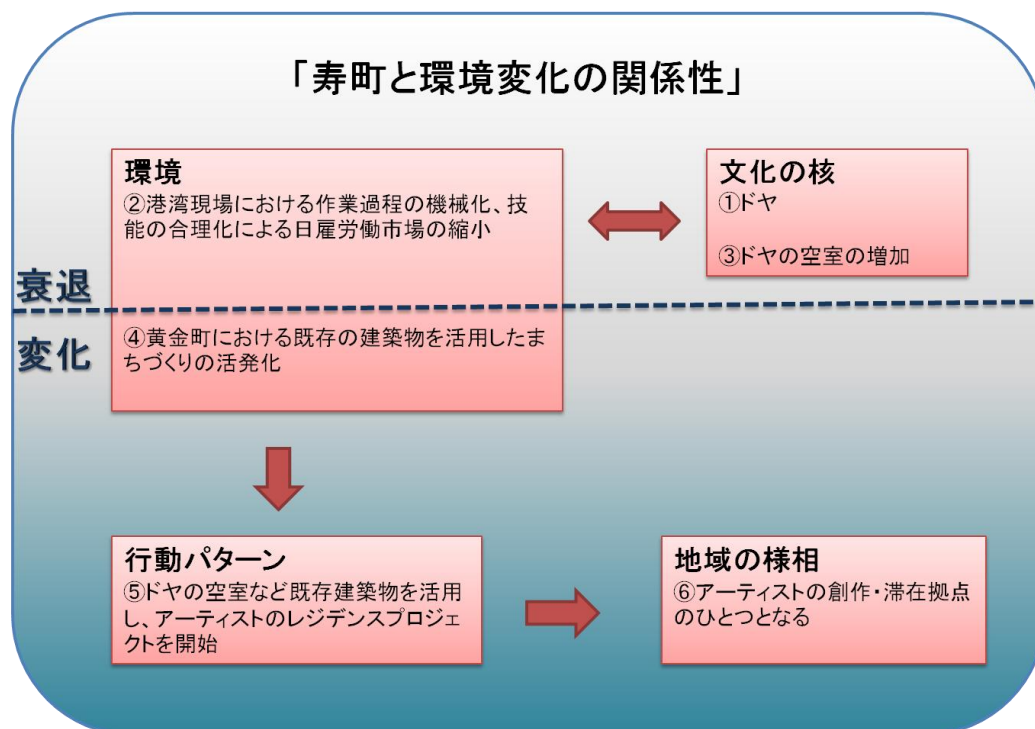 「寿町と環境変化の関係性」
環境
②港湾現場における作業過程の機械化、技
能の合理化による日雇労働市場の縮小
文化の核
①ドヤ
③ドヤの空室の増加
衰退
変化
④黄金町における既存の建築物を活用したま
ちづくりの活発化
行動パターン
⑤ドヤの空室など既存建築物を活用
し、アーティストのレジデンスプロジェ
クトを開始
地域の様相
⑥アーティストの創作・滞在拠点
のひとつとなる